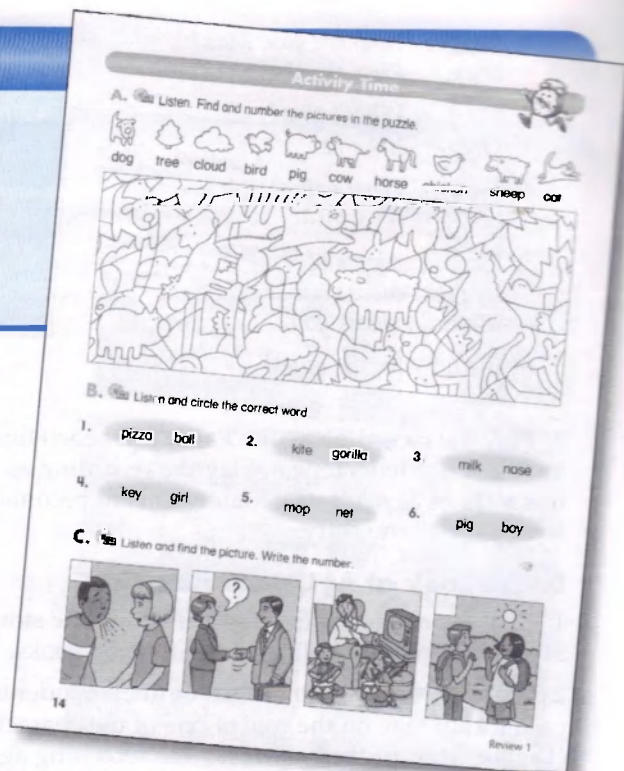 Activity Time
A. Listen. Find and number the pictures in the puzzle.
dog tree cloud bird pig cow horse sheep cat
B. Listen and circle the correct word
1. pizza ball 2. kite gorilla 3. milk nose
4. key girl 5. mop net 6. pig boy
C. Listen and find the picture. Write the number.
?
14
Review 1